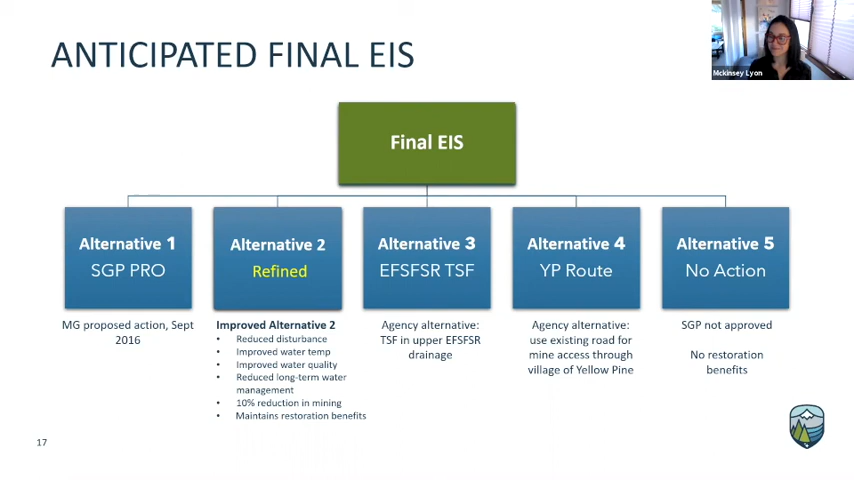 ANTICIPATED FINAL EIS
Mckinsey Lyon
Final EIS
Alternative 1
SGP PRO
Alternative 2
Refined
Alternative 3
EFSFSR TSF
Alternative 4
YP Route
Alternative 5
No Action
MG proposed action, Sept
2016
Improved Alternative 2
• Reduced disturbance
• Improved water temp
• Improved water quality
• Reduced long-term water
management
• 10% reduction in mining
• Maintains restoration benefits
Agency alternative:
TSF in upper EFSFSR
drainage
Agency alternative:
use existing road for
mine access through
village of Yellow Pine
SGP not approved
No restoration
benefits
17